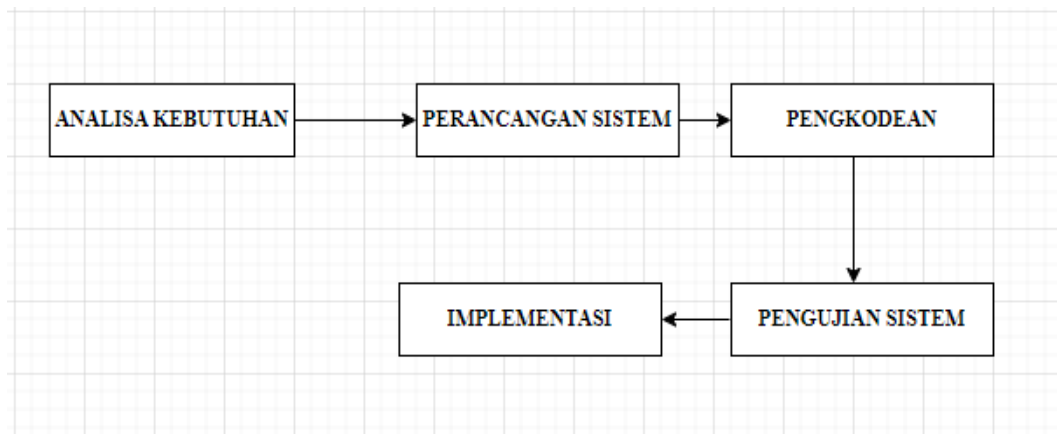 ANALISA KEBUTUHAN
PERANCANGAN SISTEM
PENGKODEAN
IMPLEMENTASI
PENGUJIAN SISTEM